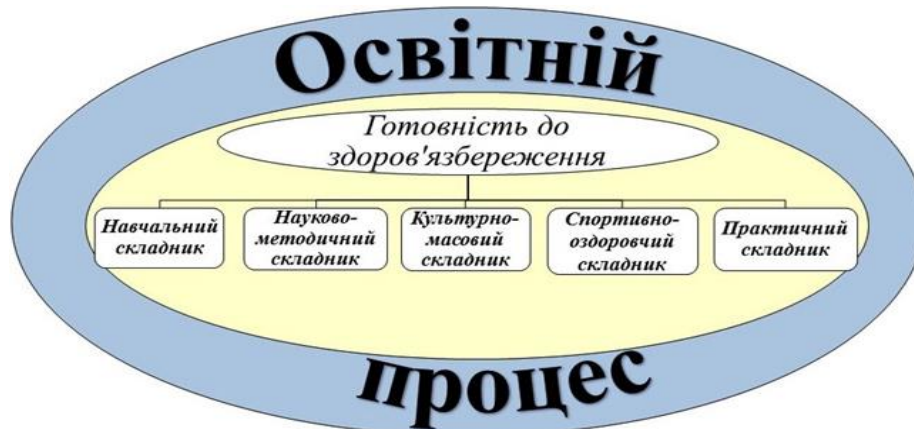 Освітній
Готовність до
здоров'язбереження
Навчальний
складник
Науково-
методичний
складник
Культурно-
масовий
складник
Спортивно-
оздоровчий
складник
Практичний
складник
процес